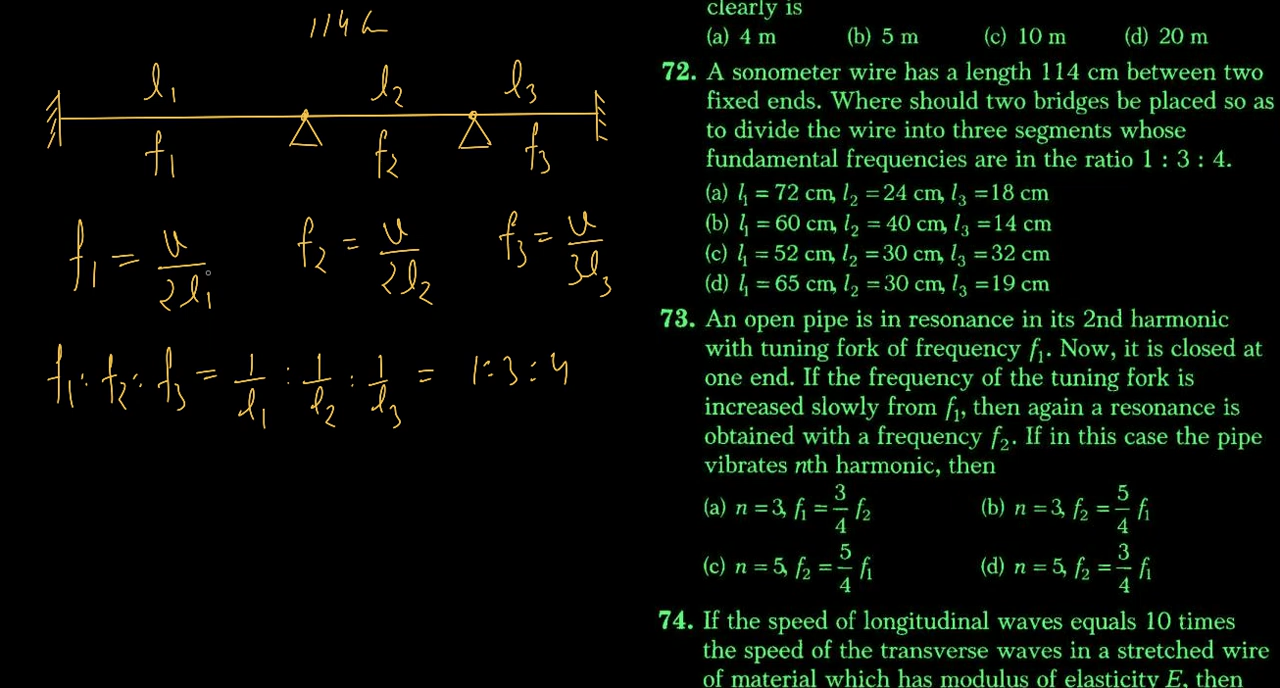 114 cm
l₁ l₂ l₃
f₁ f₂ f₃
f₁ = v/2l₁ f₂ = v/2l₂ f₃ = v/3l₃
f₁ : f₂ : f₃ = 1/l₁ : 1/l₂ : 1/l₃ = 1 : 3 : 4
clearly is
(a) 4 m (b) 5 m (c) 10 m (d) 20 m
72. A sonometer wire has a length 114 cm between two
fixed ends. Where should two bridges be placed so as
to divide the wire into three segments whose
fundamental frequencies are in the ratio 1 : 3 : 4.
(a) l₁ = 72 cm, l₂ = 24 cm, l₃ = 18 cm
(b) l₁ = 60 cm, l₂ = 40 cm, l₃ = 14 cm
(c) l₁ = 52 cm, l₂ = 30 cm, l₃ = 32 cm
(d) l₁ = 65 cm, l₂ = 30 cm, l₃ = 19 cm
73. An open pipe is in resonance in its 2nd harmonic
with tuning fork of frequency f₁. Now, it is closed at
one end. If the frequency of the tuning fork is
increased slowly from f₁, then again a resonance is
obtained with a frequency f₂. If in this case the pipe
vibrates nth harmonic, then
(a) n = 3, f₁ = 3/4 f₂ (b) n = 3, f₂ = 5/4 f₁
(c) n = 5, f₂ = 5/4 f₁ (d) n = 5, f₂ = 3/4 f₁
74. If the speed of longitudinal waves equals 10 times
the speed of the transverse waves in a stretched wire
of material which has modulus of elasticity E, then